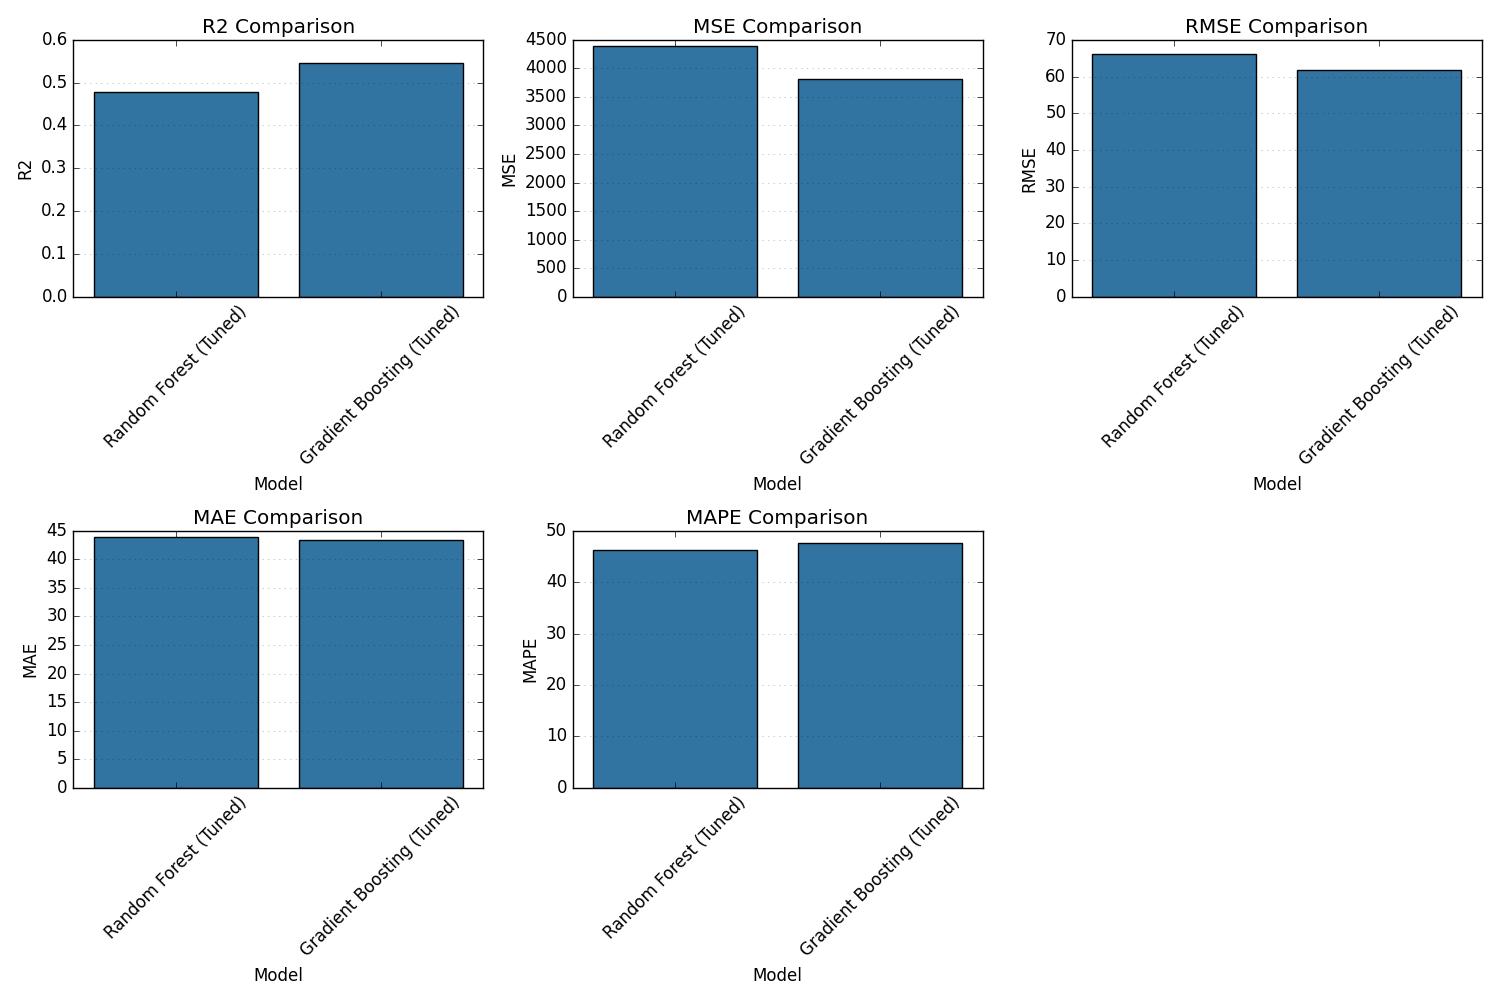 R2 Comparison
R2
0.6
0.5
0.4
0.3
0.2
0.1
0.0
Random Forest (Tuned)
Gradient Boosting (Tuned)
Model
MSE Comparison
MSE
4500
4000
3500
3000
2500
2000
1500
1000
500
0
Random Forest (Tuned)
Gradient Boosting (Tuned)
Model
RMSE Comparison
RMSE
70
60
50
40
30
20
10
0
Random Forest (Tuned)
Gradient Boosting (Tuned)
Model
MAE Comparison
MAE
45
40
35
30
25
20
15
10
5
0
Random Forest (Tuned)
Gradient Boosting (Tuned)
Model
MAPE Comparison
MAPE
50
40
30
20
10
0
Random Forest (Tuned)
Gradient Boosting (Tuned)
Model